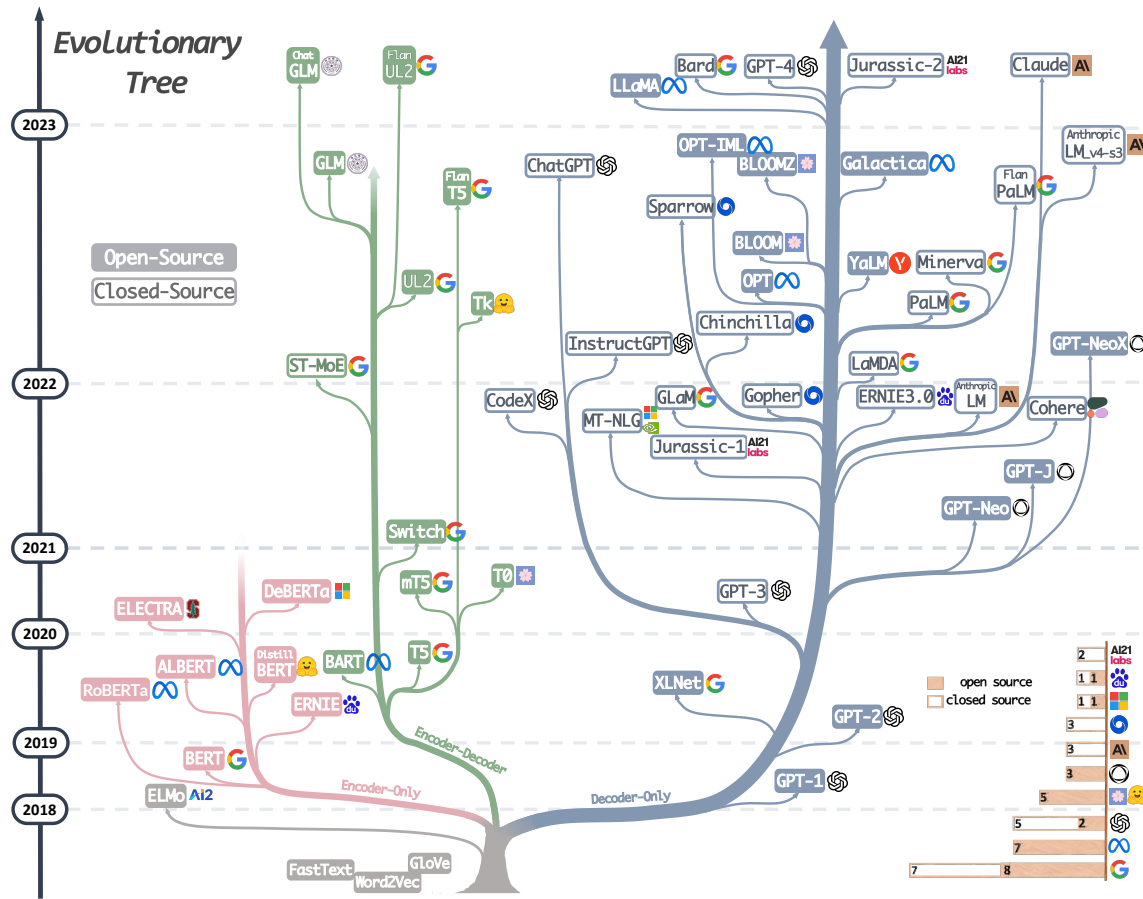 Evolutionary
Tree
Chat
GLM
Flan
UL2
Bard
GPT-4
Jurassic-2
AI21
labs
Claude
A\
LLaMA
2023
OPT-IML
Anthropic
LM_v4-s3
A\
GLM
ChatGPT
BLOOMZ
Galactica
Flan
T5
Flan
PaLM
Sparrow
Open-Source
BLOOM
YaLM
Y
Minerva
Closed-Source
UL2
OPT
Tk
PaLM
Chinchilla
InstructGPT
GPT-NeoX
ST-MoE
LaMDA
2022
CodeX
GLaM
Gopher
ERNIE3.0
du
Anthropic
LM
A\
Cohere
MT-NLG
Jurassic-1
AI21
labs
GPT-J
GPT-Neo
Switch
2021
mT5
T0
DeBERTa
GPT-3
ELECTRA
2020
Distill
BERT
BART
T5
ALBERT
RoBERTa
XLNet
ERNIE
du
GPT-2
2019
Encoder-Decoder
BERT
GPT-1
ELMo
AI2
Encoder-Only
Decoder-Only
2018
GloVe
FastText
Word2Vec
open source
closed source
2
AI21
labs
1 1
du
1 1
3
3
A\
3
5
5 2
7
7 8